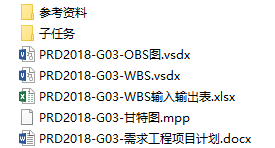 参考资料
子任务
PRD2018-G03-OBS图.vsdx
PRD2018-G03-WBS.vsdx
PRD2018-G03-WBS输入输出表.xlsx
PRD2018-G03-甘特图.mpp
PRD2018-G03-需求工程项目计划.docx